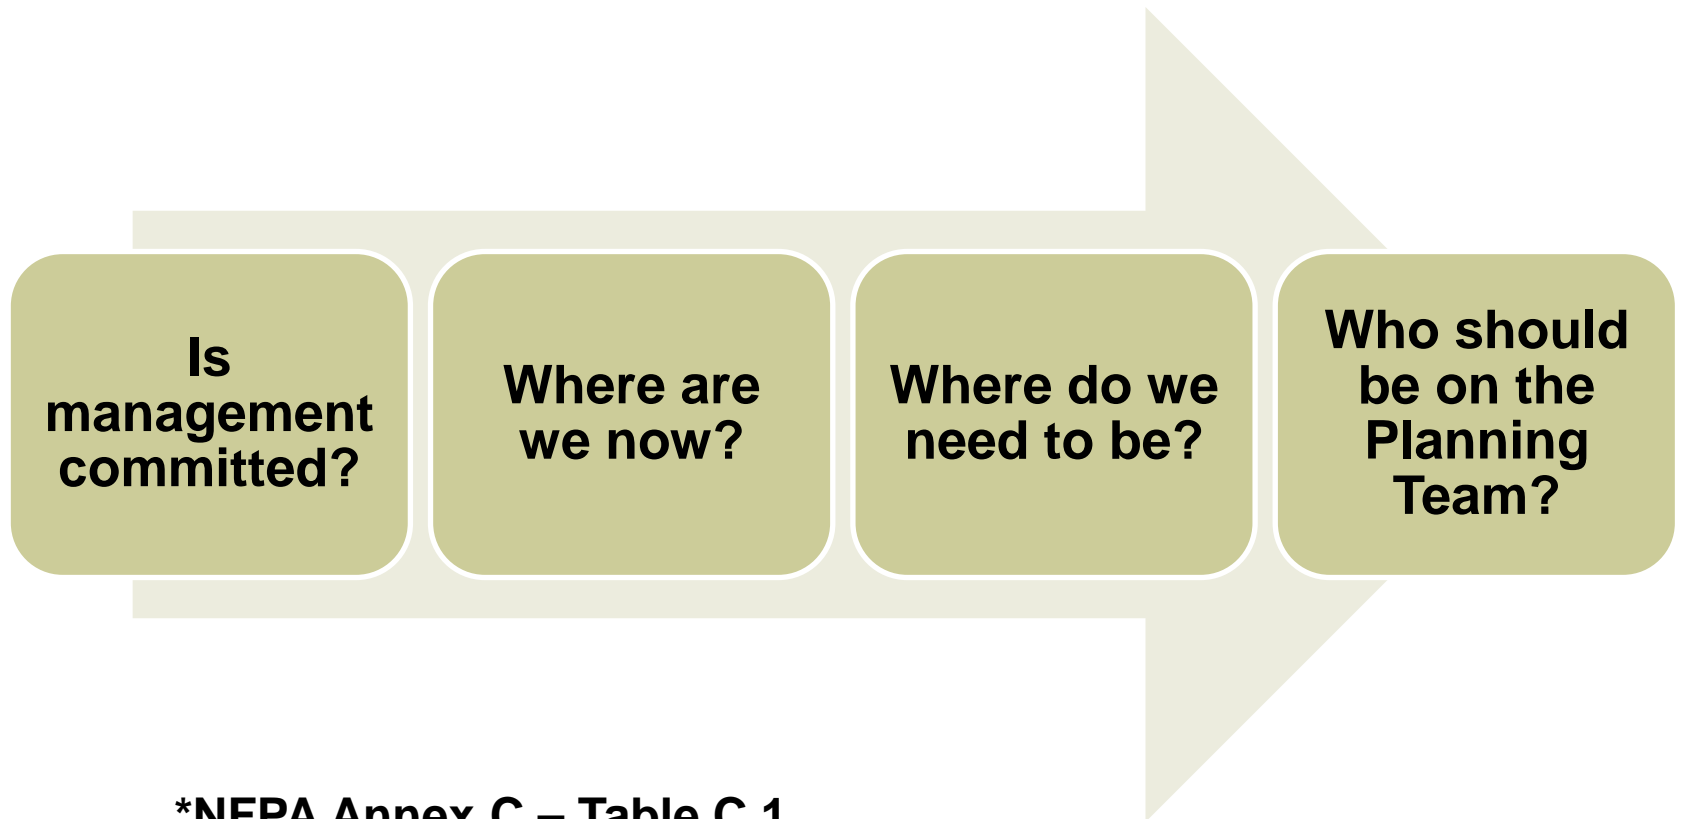 Is
management
committed?
Where are
we now?
Where do we
need to be?
Who should
be on the
Planning
Team?
*NFPA Annex C – Table C.1